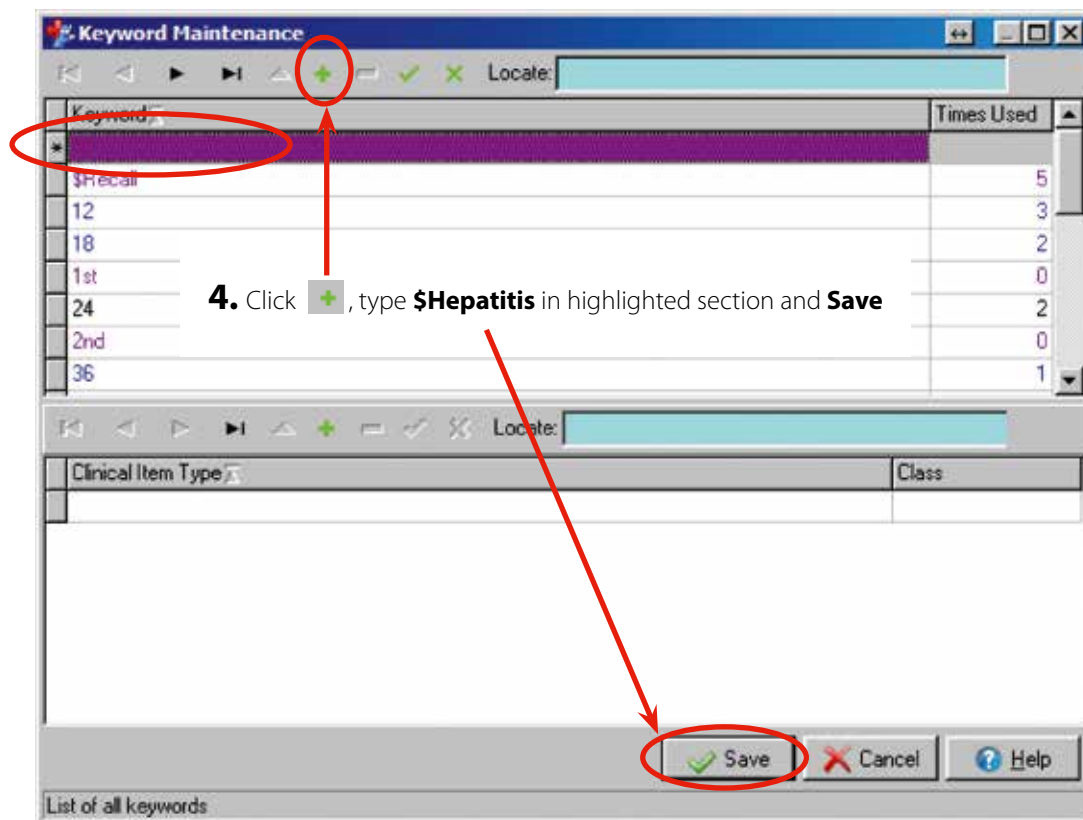 Keyword Maintenance
Locate:
Keyword Times Used
*
$Recall 5
12 3
18 2
1st 0
24 2
2nd 0
36 1
4. Click + , type $Hepatitis in highlighted section and Save
Locate:
Clinical Item Type Class
Save Cancel Help
List of all keywords